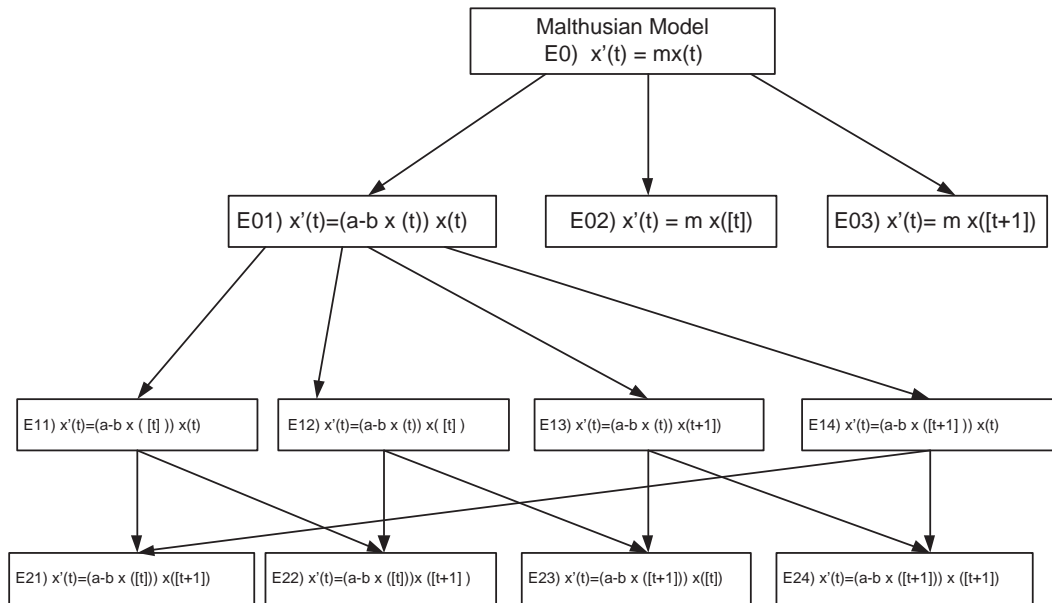 Malthusian Model
E0) x'(t) = mx(t)
E01) x'(t)=(a-b x (t)) x(t)
E02) x'(t) = m x([t])
E03) x'(t)= m x([t+1])
E11) x'(t)=(a-b x ( [t] )) x(t)
E12) x'(t)=(a-b x (t)) x( [t] )
E13) x'(t)=(a-b x (t)) x(t+1])
E14) x'(t)=(a-b x ([t+1] )) x(t)
E21) x'(t)=(a-b x ([t])) x([t+1])
E22) x'(t)=(a-b x ([t]))x ([t+1] )
E23) x'(t)=(a-b x ([t+1])) x([t])
E24) x'(t)=(a-b x ([t+1])) x ([t+1])